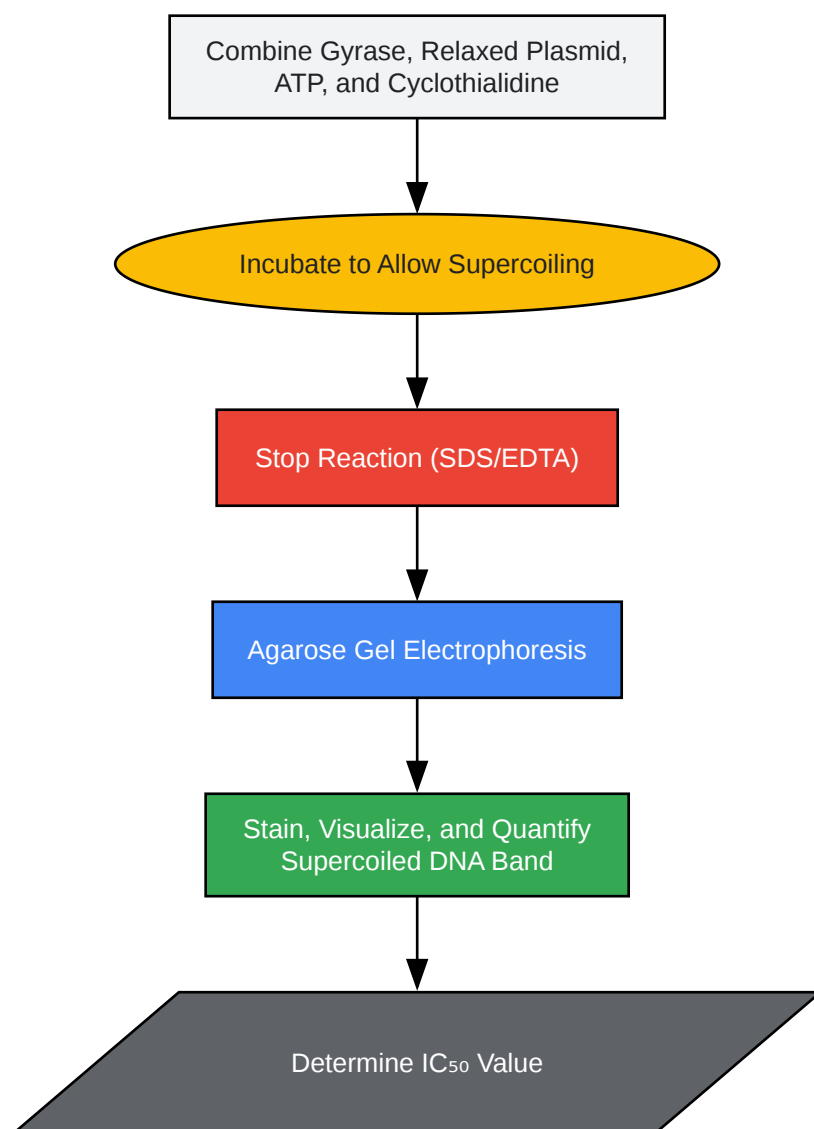 Combine Gyrase, Relaxed Plasmid,
ATP, and Cyclothialidine
Incubate to Allow Supercoiling
Stop Reaction (SDS/EDTA)
Agarose Gel Electrophoresis
Stain, Visualize, and Quantify
Supercoiled DNA Band
Determine IC₅₀ Value